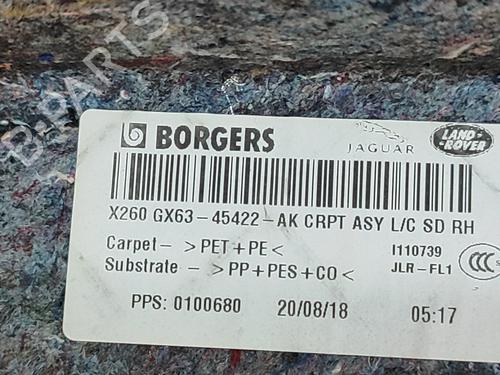 BORGERS
JAGUAR
LAND-
-ROVER
X260 GX63-45422-AK CRPT ASY L/C SD RH
Carpet- >PET+PE< I110739
Substrate- >PP+PES+CO< JLR-FL1
PPS: 0100680 20/08/18 05:17